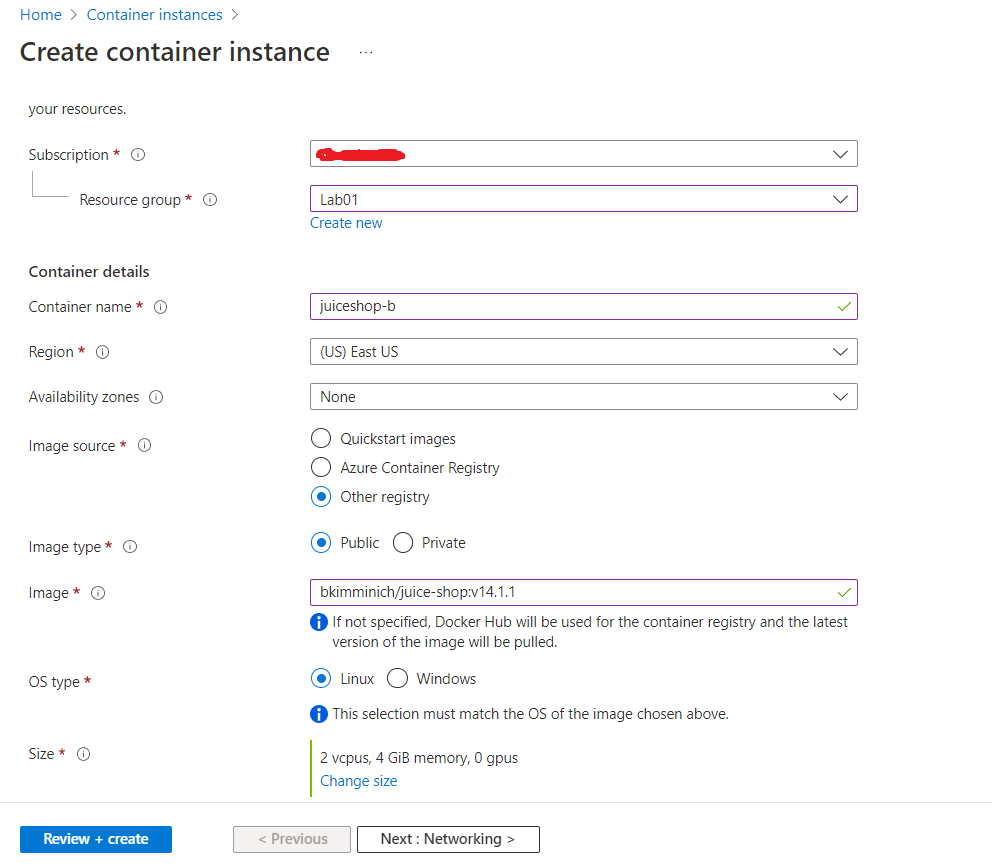 Home > Container instances >
Create container instance ...
your resources.
Subscription *
Resource group * Lab01
Create new
Container details
Container name * juiceshop-b
Region * (US) East US
Availability zones None
Image source * Quickstart images
Azure Container Registry
Other registry
Image type * Public Private
Image * bkimminich/juice-shop:v14.1.1
If not specified, Docker Hub will be used for the container registry and the latest
version of the image will be pulled.
OS type * Linux Windows
This selection must match the OS of the image chosen above.
Size * 2 vcpus, 4 GiB memory, 0 gpus
Change size
Review + create < Previous Next : Networking >